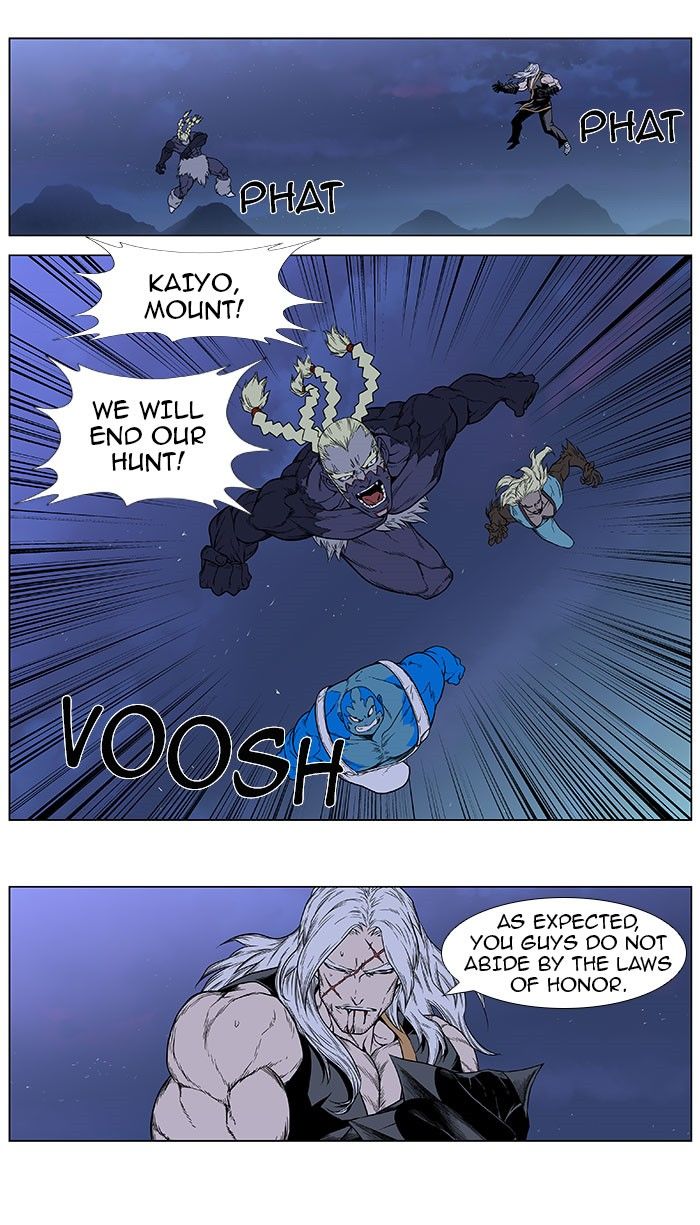 PHAT
PHAT
KAIYO,
MOUNT!
WE WILL
END OUR
HUNT!
VOOSH
AS EXPECTED,
YOU GUYS DO NOT
ABIDE BY THE LAWS
OF HONOR.